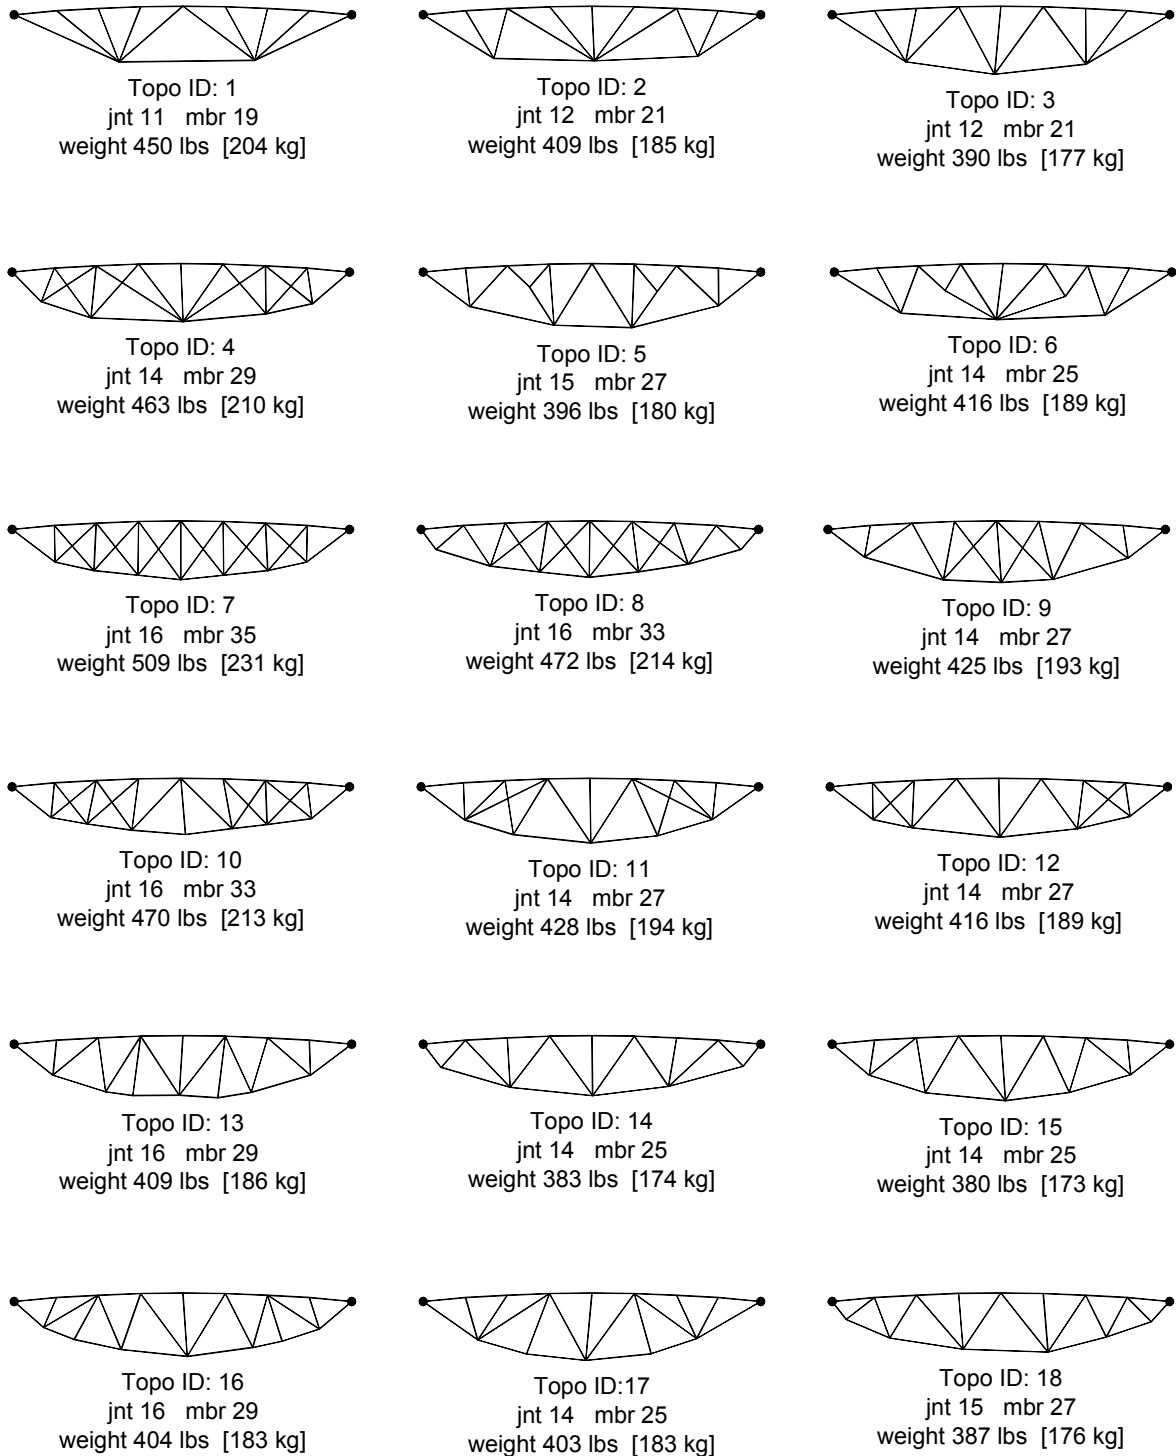 Topo ID: 1
jnt 11 mbr 19
weight 450 lbs [204 kg]
Topo ID: 2
jnt 12 mbr 21
weight 409 lbs [185 kg]
Topo ID: 3
jnt 12 mbr 21
weight 390 lbs [177 kg]
Topo ID: 4
jnt 14 mbr 29
weight 463 lbs [210 kg]
Topo ID: 5
jnt 15 mbr 27
weight 396 lbs [180 kg]
Topo ID: 6
jnt 14 mbr 25
weight 416 lbs [189 kg]
Topo ID: 7
jnt 16 mbr 35
weight 509 lbs [231 kg]
Topo ID: 8
jnt 16 mbr 33
weight 472 lbs [214 kg]
Topo ID: 9
jnt 14 mbr 27
weight 425 lbs [193 kg]
Topo ID: 10
jnt 16 mbr 33
weight 470 lbs [213 kg]
Topo ID: 11
jnt 14 mbr 27
weight 428 lbs [194 kg]
Topo ID: 12
jnt 14 mbr 27
weight 416 lbs [189 kg]
Topo ID: 13
jnt 16 mbr 29
weight 409 lbs [186 kg]
Topo ID: 14
jnt 14 mbr 25
weight 383 lbs [174 kg]
Topo ID: 15
jnt 14 mbr 25
weight 380 lbs [173 kg]
Topo ID: 16
jnt 16 mbr 29
weight 404 lbs [183 kg]
Topo ID:17
jnt 14 mbr 25
weight 403 lbs [183 kg]
Topo ID: 18
jnt 15 mbr 27
weight 387 lbs [176 kg]